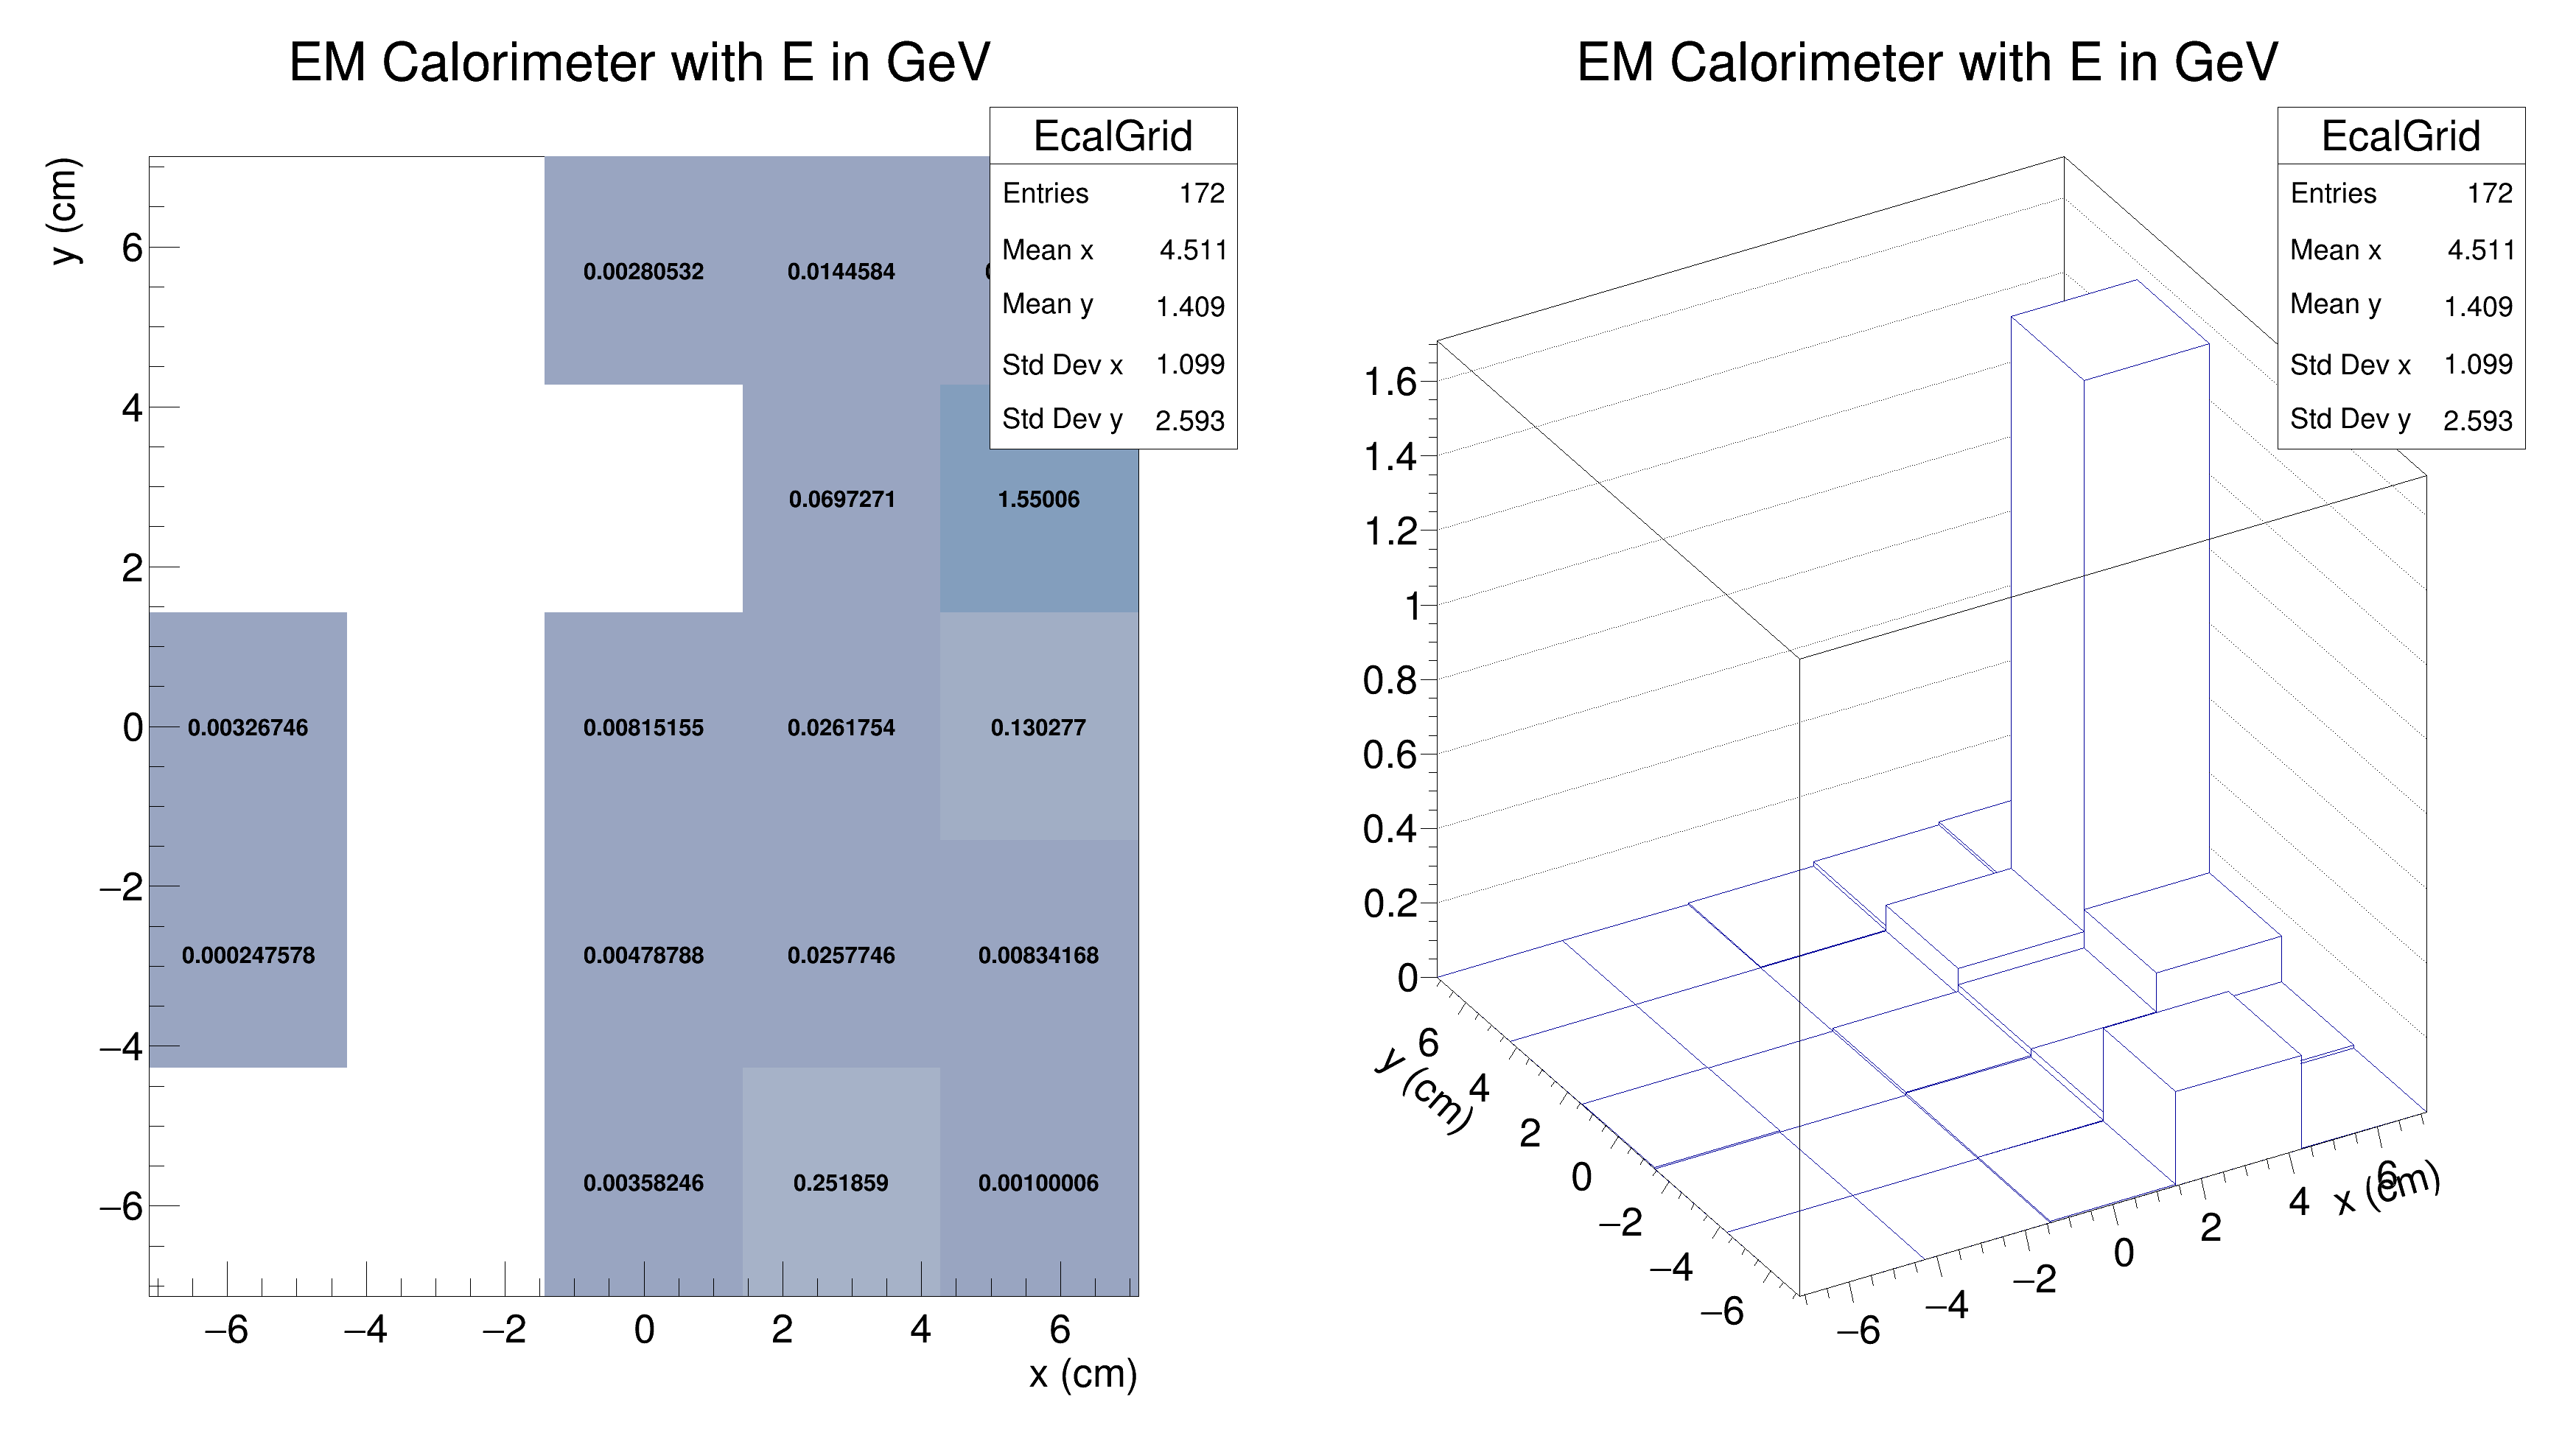 EM Calorimeter with E in GeV
EcalGrid
Entries 172
Mean x 4.511
Mean y 1.409
Std Dev x 1.099
Std Dev y 2.593
y (cm)
6
4
2
0
−2
−4
−6
0.00280532 0.0144584
0.0697271 1.55006
0.00326746 0.00815155 0.0261754 0.130277
0.000247578 0.00478788 0.0257746 0.00834168
0.00358246 0.251859 0.00100006
−6 −4 −2 0 2 4 6
x (cm)
EM Calorimeter with E in GeV
EcalGrid
Entries 172
Mean x 4.511
Mean y 1.409
Std Dev x 1.099
Std Dev y 2.593
1.6
1.4
1.2
1
0.8
0.6
0.4
0.2
0
y (cm)
6
4
2
0
−2
−4
−6
−6
−4
−2
0
2
4
6
x (cm)